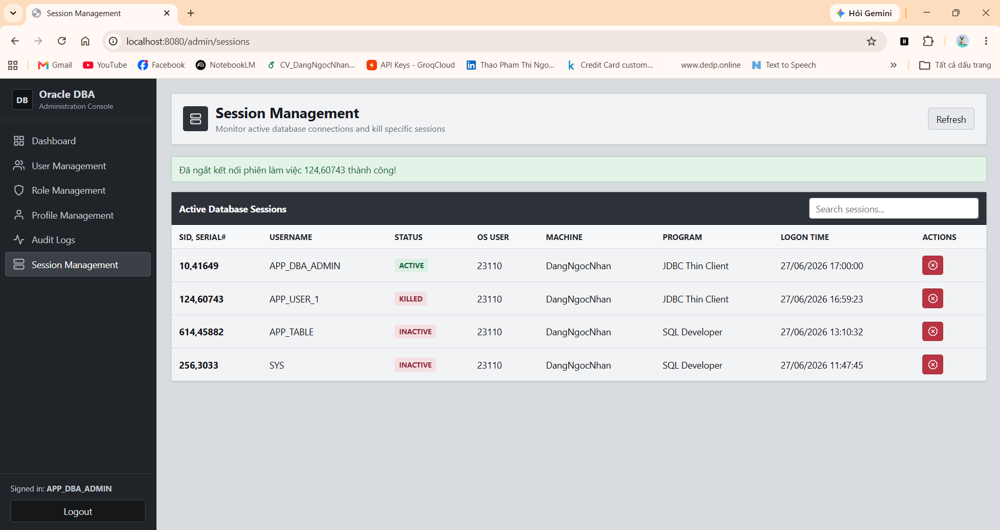 Session Management
Hỏi Gemini
localhost:8080/admin/sessions
Gmail
YouTube
Facebook
NotebookLM
CV_DangNgocNhan...
API Keys - GroqCloud
Thao Pham Thi Ngo...
Credit Card custom...
www.dedp.online
Text to Speech
Tất cả dấu trang
DB
Oracle DBA
Administration Console
Dashboard
User Management
Role Management
Profile Management
Audit Logs
Session Management
Signed in: APP_DBA_ADMIN
Logout
Session Management
Monitor active database connections and kill specific sessions
Refresh
Đã ngắt kết nối phiên làm việc 124,60743 thành công!
Active Database Sessions
Search sessions...
SID, SERIAL# USERNAME STATUS OS USER MACHINE PROGRAM LOGON TIME ACTIONS
10,41649 APP_DBA_ADMIN ACTIVE 23110 DangNgocNhan JDBC Thin Client 27/06/2026 17:00:00
124,60743 APP_USER_1 KILLED 23110 DangNgocNhan JDBC Thin Client 27/06/2026 16:59:23
614,45882 APP_TABLE INACTIVE 23110 DangNgocNhan SQL Developer 27/06/2026 13:10:32
256,3033 SYS INACTIVE 23110 DangNgocNhan SQL Developer 27/06/2026 11:47:45